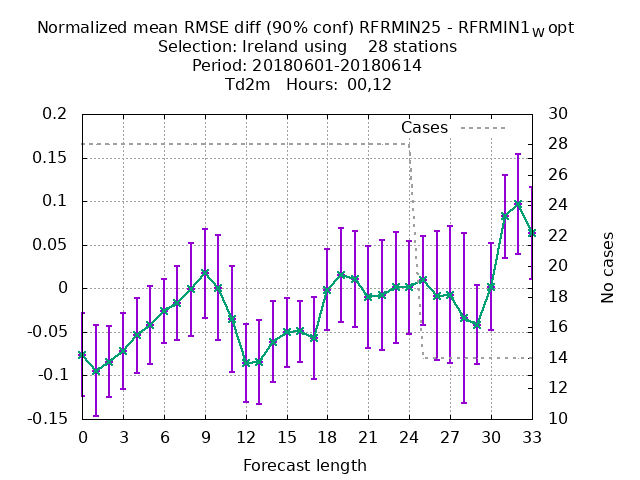 Normalized mean RMSE diff (90% conf) RFRMIN25 - RFRMIN1wopt
Selection: Ireland using 28 stations
Period: 20180601-20180614
Td2m Hours: 00,12
Cases
0.2
0.15
0.1
0.05
0
-0.05
-0.1
-0.15
30
28
26
24
22
20
18
16
14
12
10
No cases
0 3 6 9 12 15 18 21 24 27 30 33
Forecast length